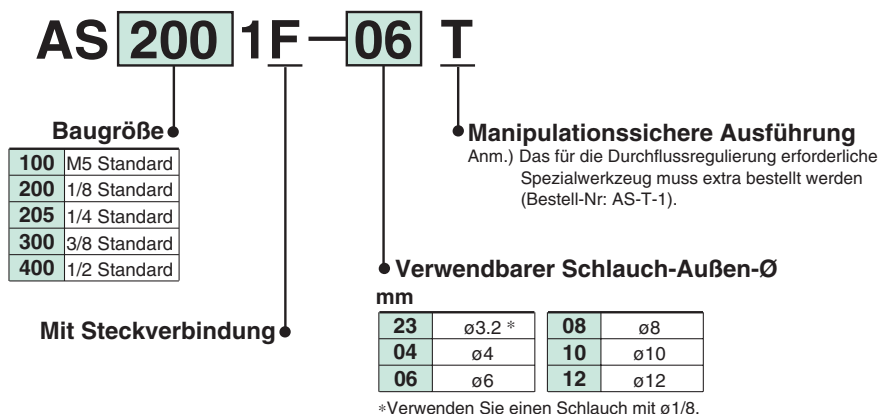 AS 200 1F — 06 T
Baugröße
100 M5 Standard
200 1/8 Standard
205 1/4 Standard
300 3/8 Standard
400 1/2 Standard
Mit Steckverbindung
Manipulationssichere Ausführung
Anm.) Das für die Durchflussregulierung erforderliche
Spezialwerkzeug muss extra bestellt werden
(Bestell-Nr: AS-T-1).
Verwendbarer Schlauch-Außen-Ø
mm
23 ø3.2 * 08 ø8
04 ø4 10 ø10
06 ø6 12 ø12
*Verwenden Sie einen Schlauch mit ø1/8.